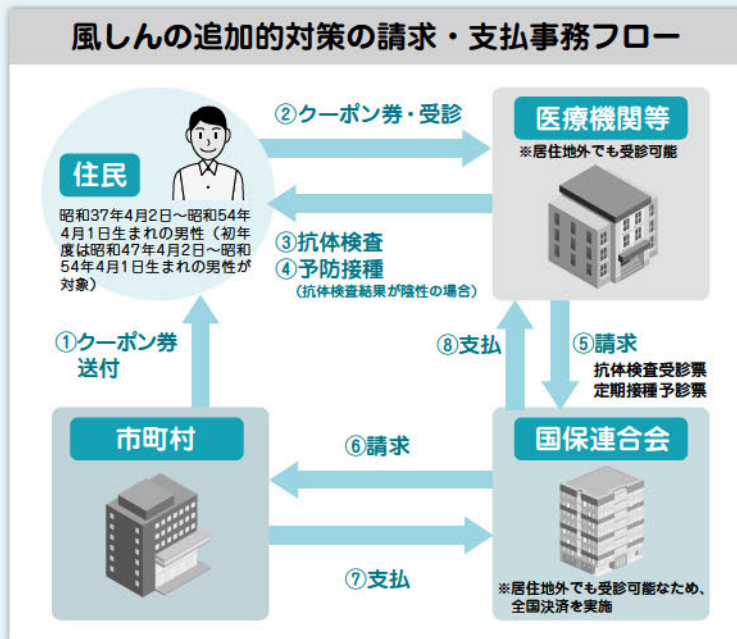 風しんの追加的対策の請求・支払事務フロー
②クーポン券・受診
医療機関等
※居住地外でも受診可能
住民
昭和37年4月2日～昭和54年
4月1日生まれの男性（初年
度は昭和47年4月2日～昭和
54年4月1日生まれの男性が
対象）
③抗体検査
④予防接種
（抗体検査結果が陰性の場合）
①クーポン券
送付
⑧支払
⑤請求
抗体検査受診票
定期接種予診票
市町村
⑥請求
国保連合会
⑦支払
※居住地外でも受診可能なため、
全国決済を実施